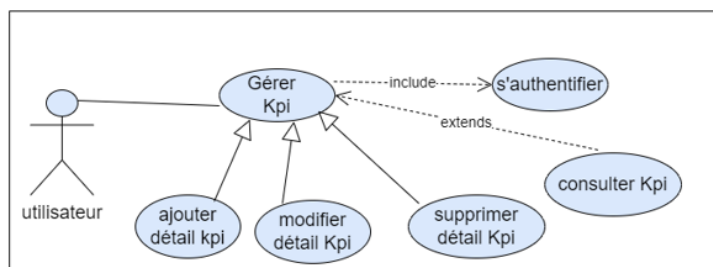 Gérer
Kpi
include
s'authentifier
extends
consulter Kpi
utilisateur
ajouter
détail kpi
modifier
détail Kpi
supprimer
détail Kpi